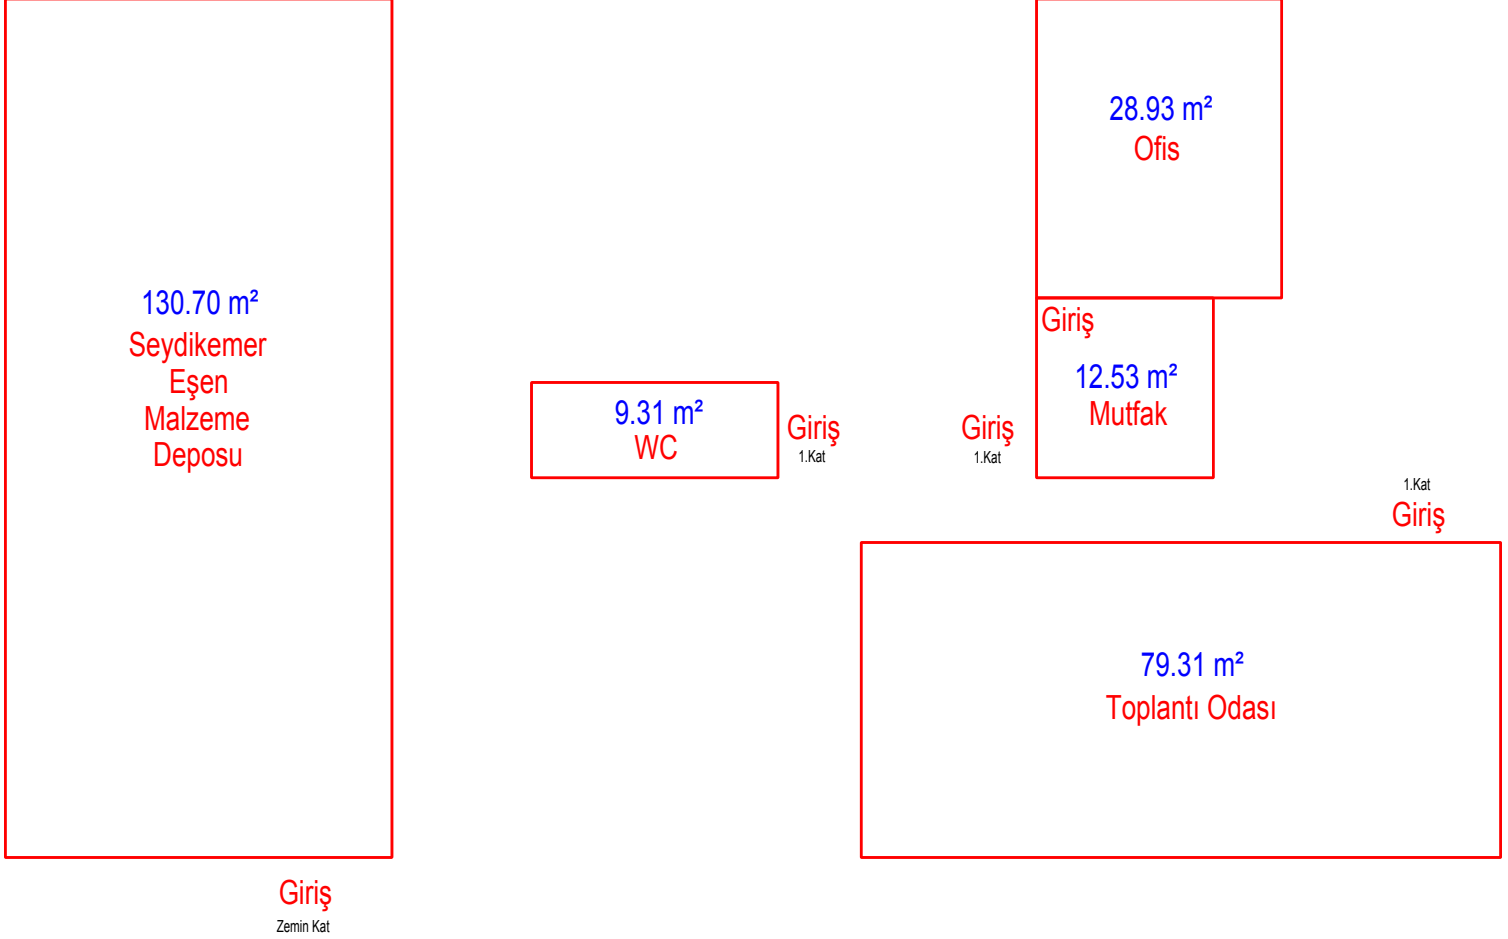 28.93 m²
Ofis
130.70 m²
Seydikemer
Eşen
Malzeme
Deposu
Giriş
12.53 m²
Mutfak
9.31 m²
WC
Giriş
1.Kat
Giriş
1.Kat
1.Kat
Giriş
79.31 m²
Toplantı Odası
Giriş
Zemin Kat